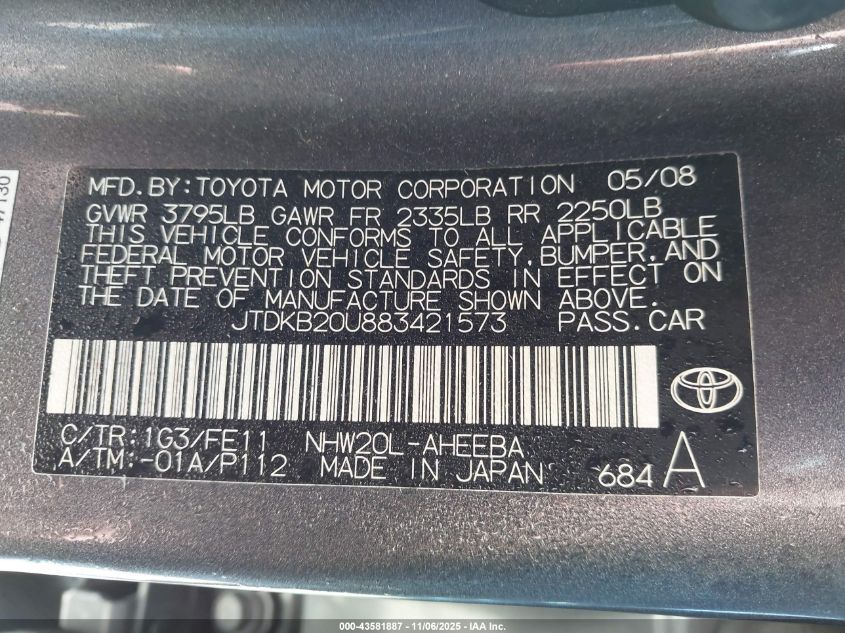 MFD.BY:TOYOTA MOTOR CORPORATION 05/08
GVWR 3795LB GAWR FR 2335LB RR 2250LB
THIS VEHICLE CONFORMS TO ALL APPLICABLE
FEDERAL MOTOR VEHICLE SAFETY,BUMPER,AND
THEFT PREVENTION STANDARDS IN EFFECT ON
THE DATE OF MANUFACTURE SHOWN ABOVE.
JTDKB20U883421573 PASS.CAR
C/TR:1G3/FE11 NHW20L-AHEEBA
A/TM:-01A/P112 MADE IN JAPAN 684A
000-43581887 - 11/06/2025 - IAA Inc.